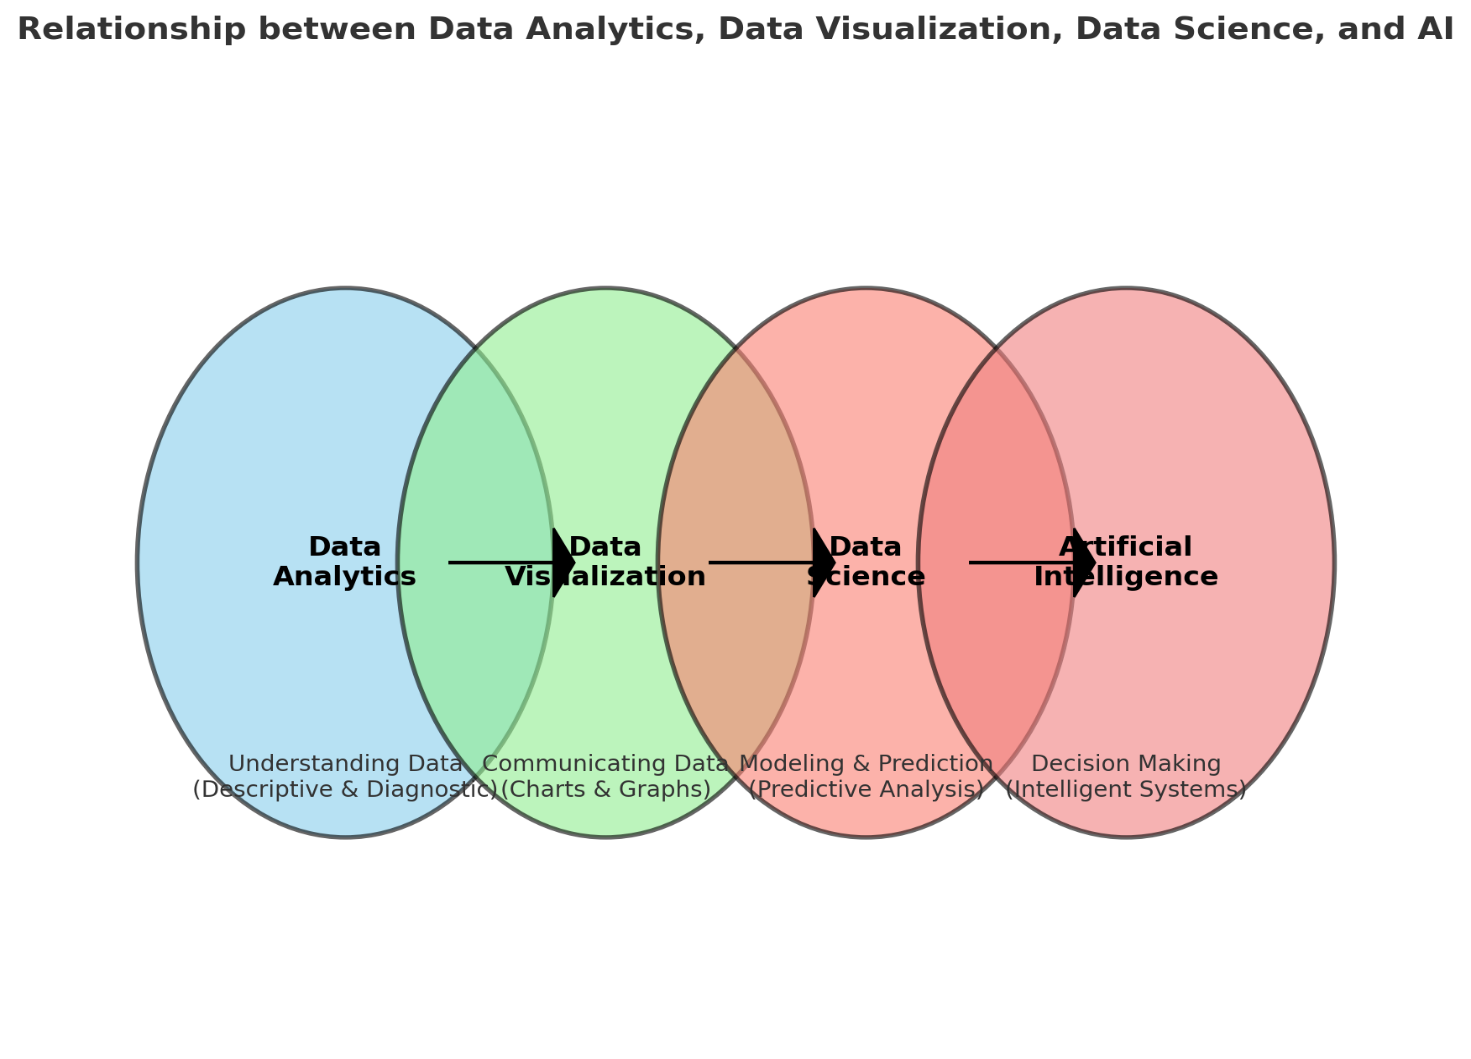 Relationship between Data Analytics, Data Visualization, Data Science, and AI
Data
Analytics
Data
Visualization
Data
Science
Artificial
Intelligence
Understanding Data
(Descriptive & Diagnostic)
Communicating Data
(Charts & Graphs)
Modeling & Prediction
(Predictive Analysis)
Decision Making
(Intelligent Systems)